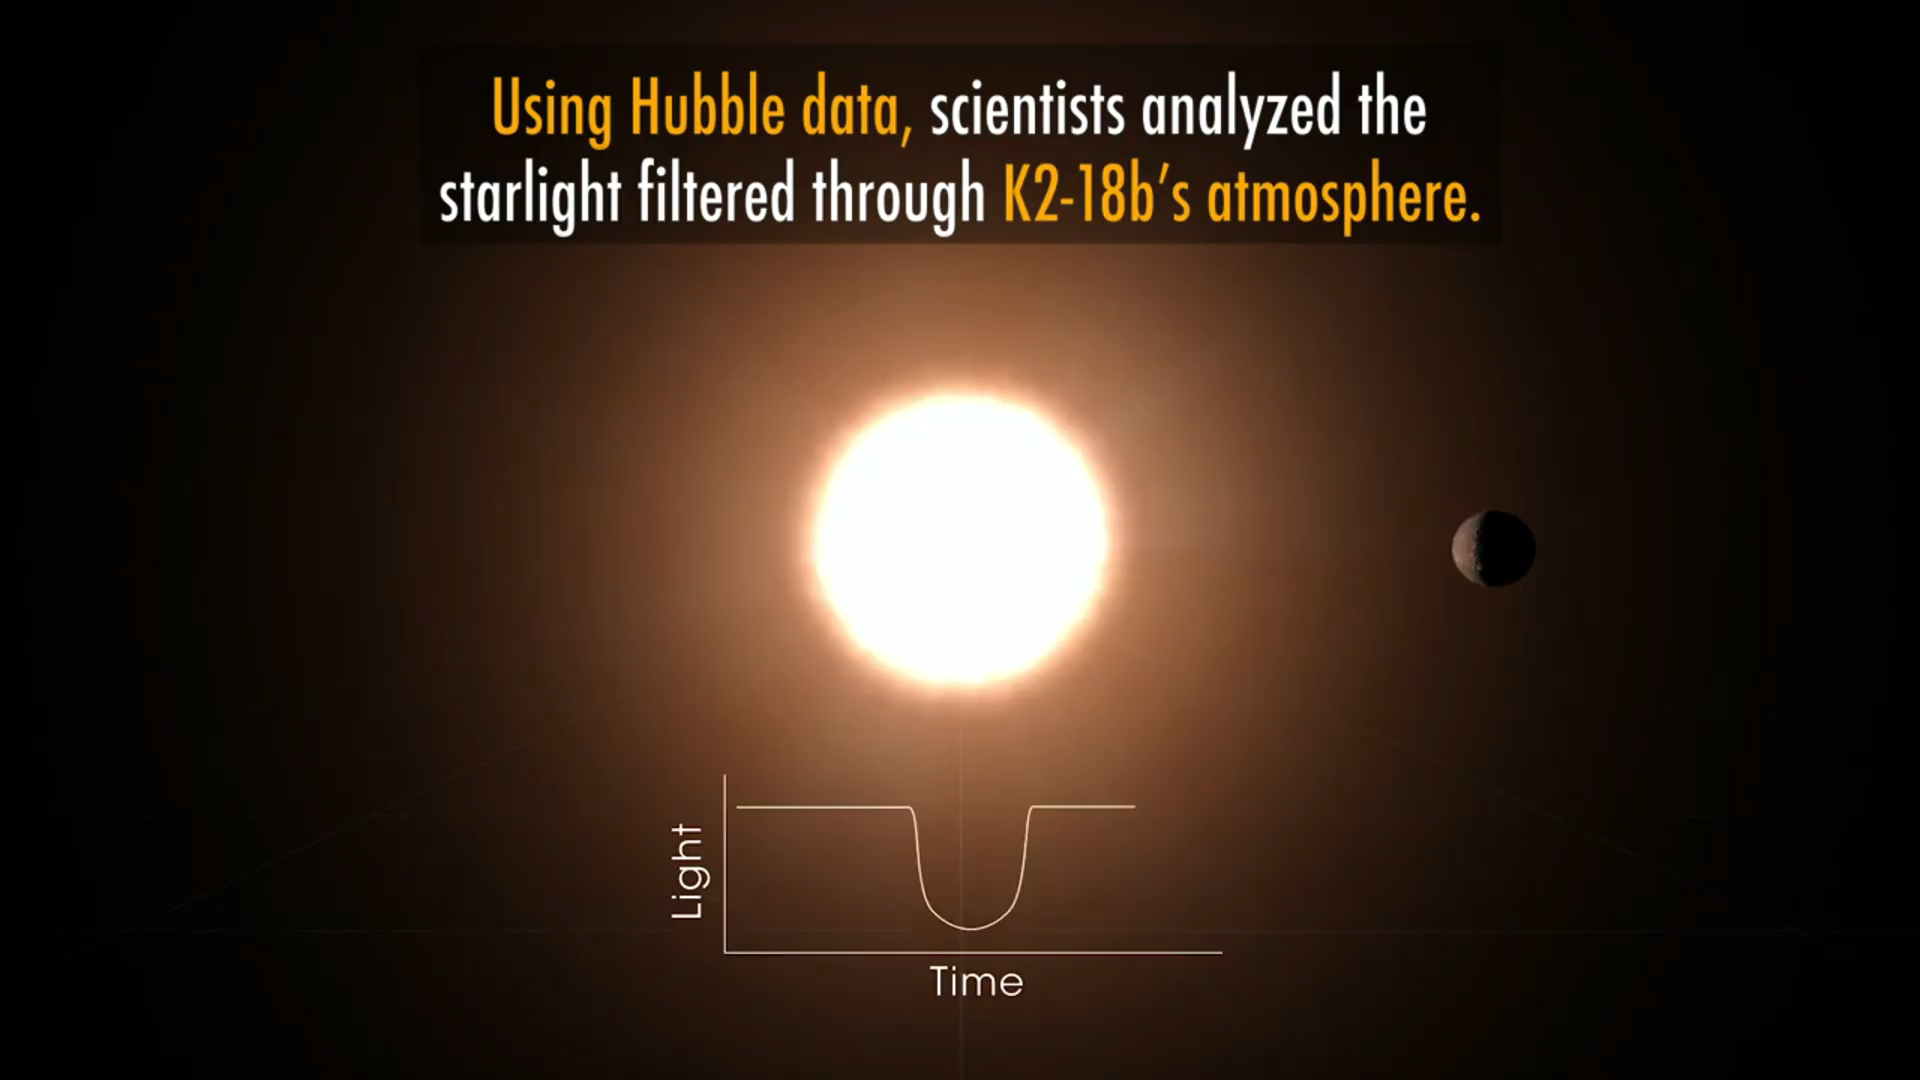 Using Hubble data, scientists analyzed the
starlight filtered through K2-18b’s atmosphere.
Light
Time